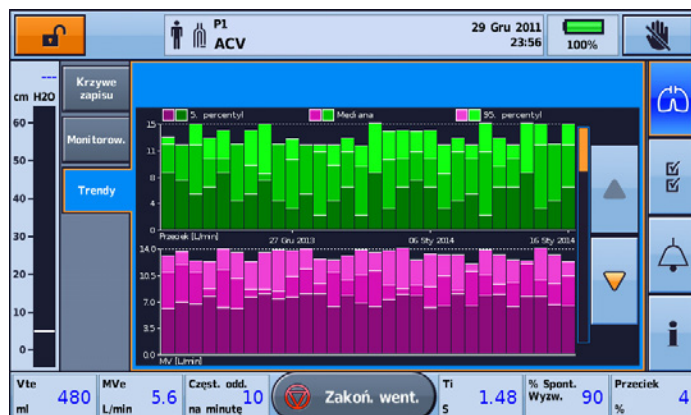 P1
ACV
29 Gru 2011
23:56
100%
---
cm H2O
60
50
40
30
20
10
0
Krzywe
zapisu
Monitorow.
Trendy
5. percentyl
Mediana
95. percentyl
15
11
8
4
0
Przeciek [L/min]
27 Gru 2013
06 Sty 2014
16 Sty 2014
14.0
10.5
7.0
3.5
0.0
MV [L/min]
Vte
480
ml
MVe
5.6
L/min
Częst. odd.
10
na minutę
Zakoń. went.
Ti
1.48
S
% Spont.
Wyzw.
90
Przeciek
4
%